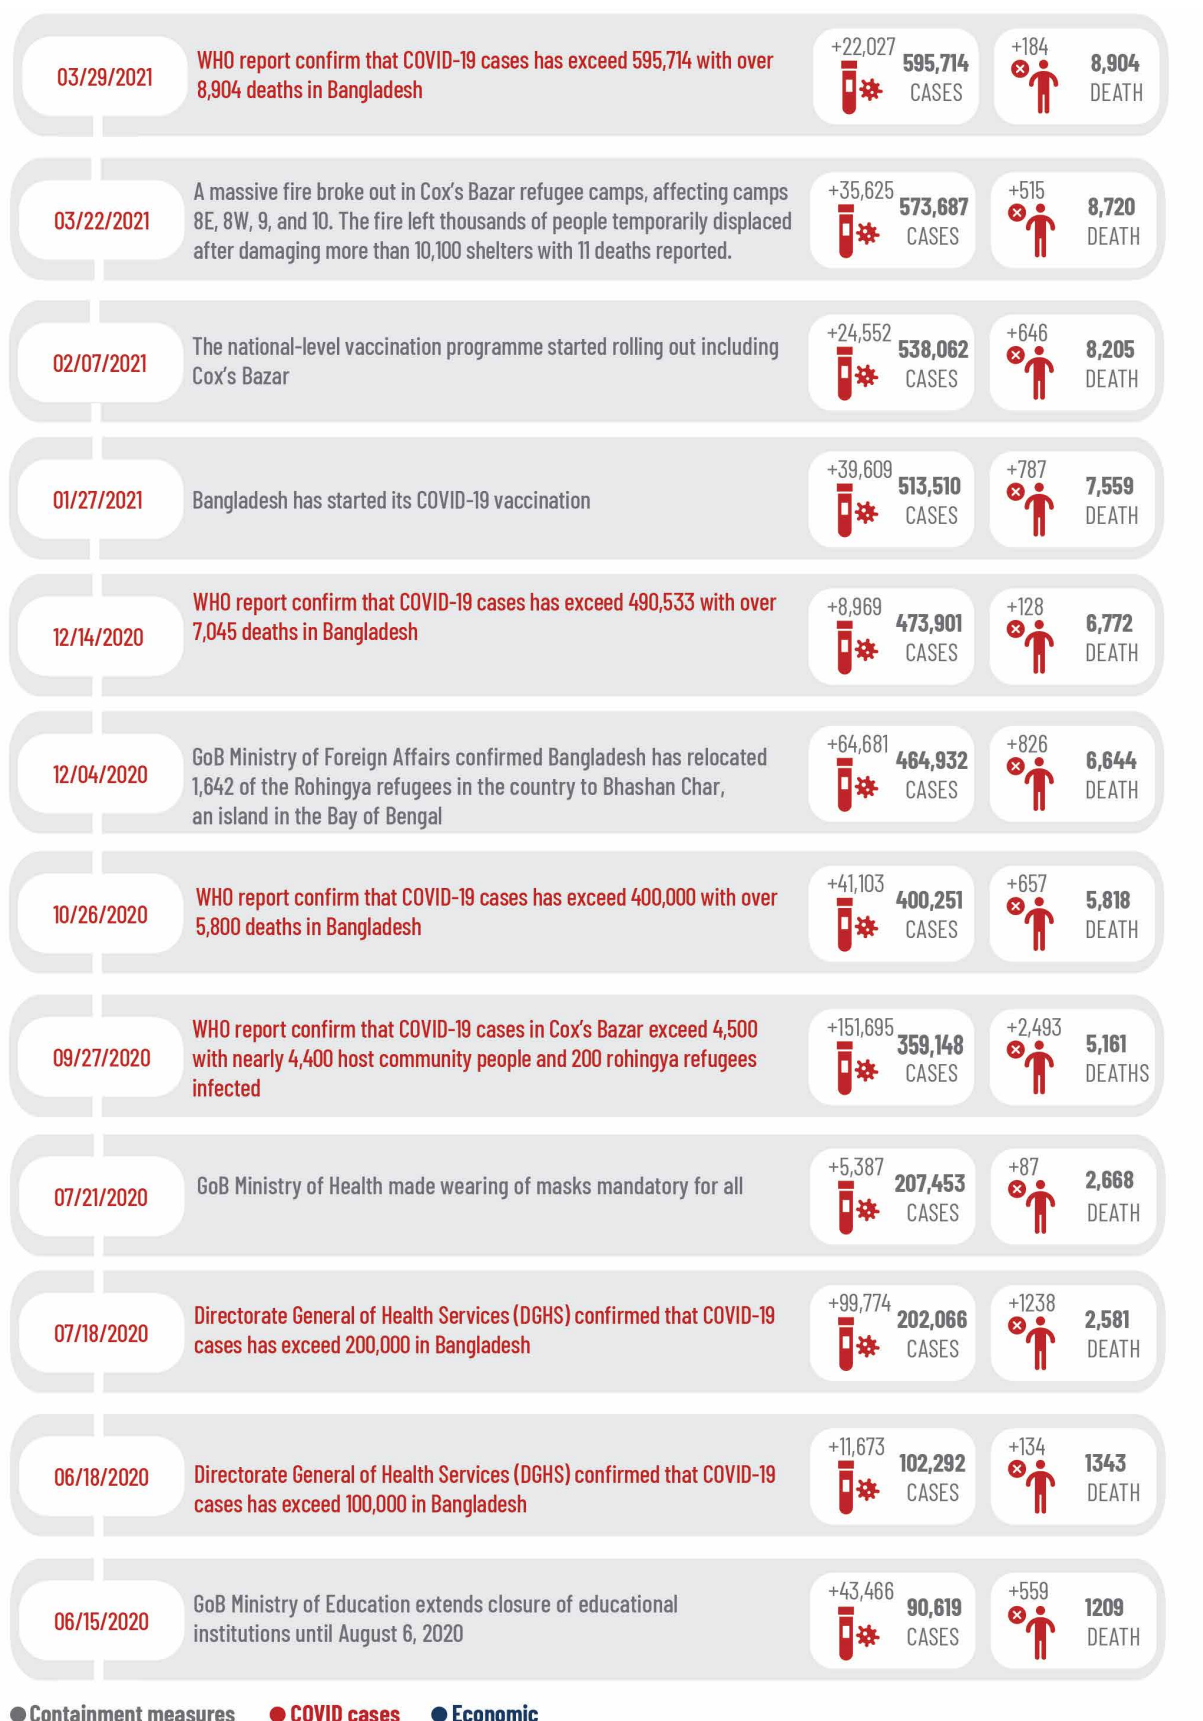 03/29/2021
WHO report confirm that COVID-19 cases has exceed 595,714 with over
8,904 deaths in Bangladesh
+22,027
595,714
CASES
+184
8,904
DEATH
03/22/2021
A massive fire broke out in Cox's Bazar refugee camps, affecting camps
8E, 8W, 9, and 10. The fire left thousands of people temporarily displaced
after damaging more than 10,100 shelters with 11 deaths reported.
+35,625
573,687
CASES
+515
8,720
DEATH
02/07/2021
The national-level vaccination programme started rolling out including
Cox's Bazar
+24,552
538,062
CASES
+646
8,205
DEATH
01/27/2021
Bangladesh has started its COVID-19 vaccination
+39,609
513,510
CASES
+787
7,559
DEATH
12/14/2020
WHO report confirm that COVID-19 cases has exceed 490,533 with over
7,045 deaths in Bangladesh
+8,969
473,901
CASES
+128
6,772
DEATH
12/04/2020
GoB Ministry of Foreign Affairs confirmed Bangladesh has relocated
1,642 of the Rohingya refugees in the country to Bhashan Char,
an island in the Bay of Bengal
+64,681
464,932
CASES
+826
6,644
DEATH
10/26/2020
WHO report confirm that COVID-19 cases has exceed 400,000 with over
5,800 deaths in Bangladesh
+41,103
400,251
CASES
+657
5,818
DEATH
09/27/2020
WHO report confirm that COVID-19 cases in Cox's Bazar exceed 4,500
with nearly 4,400 host community people and 200 rohingya refugees
infected
+151,695
359,148
CASES
+2,493
5,161
DEATHS
07/21/2020
GoB Ministry of Health made wearing of masks mandatory for all
+5,387
207,453
CASES
+87
2,668
DEATH
07/18/2020
Directorate General of Health Services (DGHS) confirmed that COVID-19
cases has exceed 200,000 in Bangladesh
+99,774
202,066
CASES
+1238
2,581
DEATH
06/18/2020
Directorate General of Health Services (DGHS) confirmed that COVID-19
cases has exceed 100,000 in Bangladesh
+11,673
102,292
CASES
+134
1343
DEATH
06/15/2020
GoB Ministry of Education extends closure of educational
institutions until August 6, 2020
+43,466
90,619
CASES
+559
1209
DEATH
Containment measures COVID cases Economic